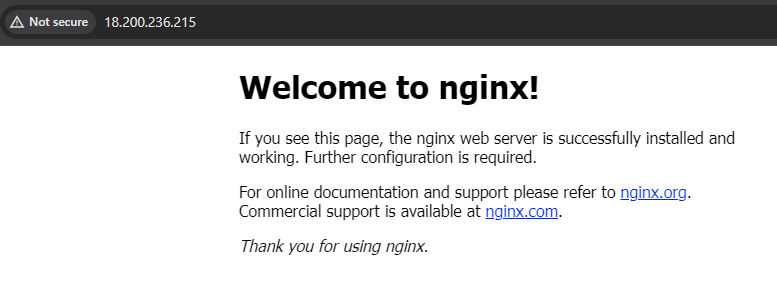 Not secure 18.200.236.215
Welcome to nginx!
If you see this page, the nginx web server is successfully installed and
working. Further configuration is required.
For online documentation and support please refer to nginx.org.
Commercial support is available at nginx.com.
Thank you for using nginx.